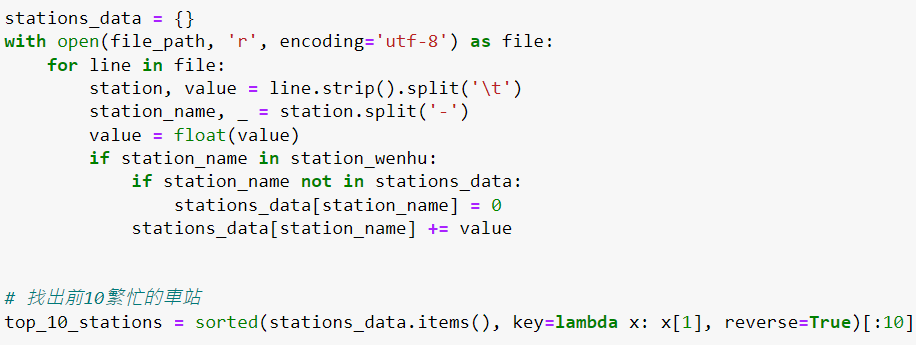 stations_data = {}
with open(file_path, 'r', encoding='utf-8') as file:
    for line in file:
        station, value = line.strip().split('\t')
        station_name, _ = station.split('-')
        value = float(value)
        if station_name in station_wenhu:
            if station_name not in stations_data:
                stations_data[station_name] = 0
            stations_data[station_name] += value
# 找出前10繁忙的車站
top_10_stations = sorted(stations_data.items(), key=lambda x: x[1], reverse=True)[:10]